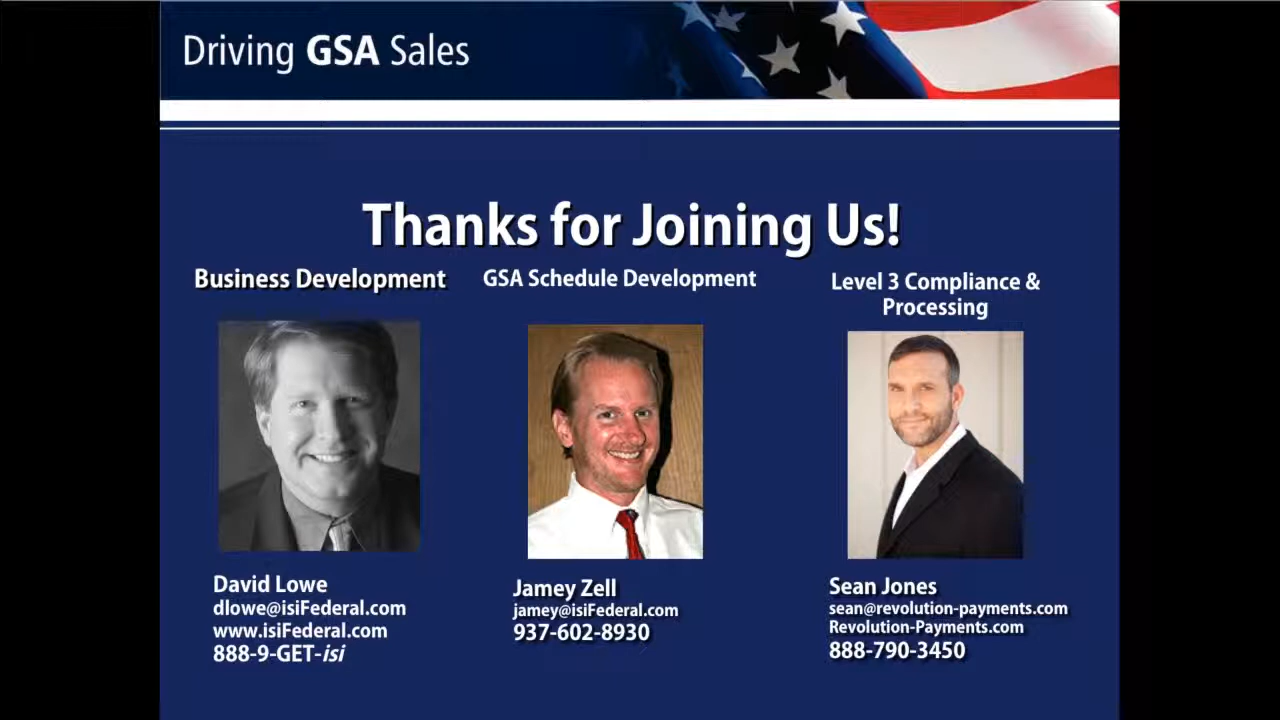 Driving GSA Sales
Thanks for Joining Us!
Business Development
GSA Schedule Development
Level 3 Compliance &
Processing
David Lowe
dlowe@isiFederal.com
www.isiFederal.com
888-9-GET-isi
Jamey Zell
jamey@isiFederal.com
937-602-8930
Sean Jones
sean@revolution-payments.com
Revolution-Payments.com
888-790-3450